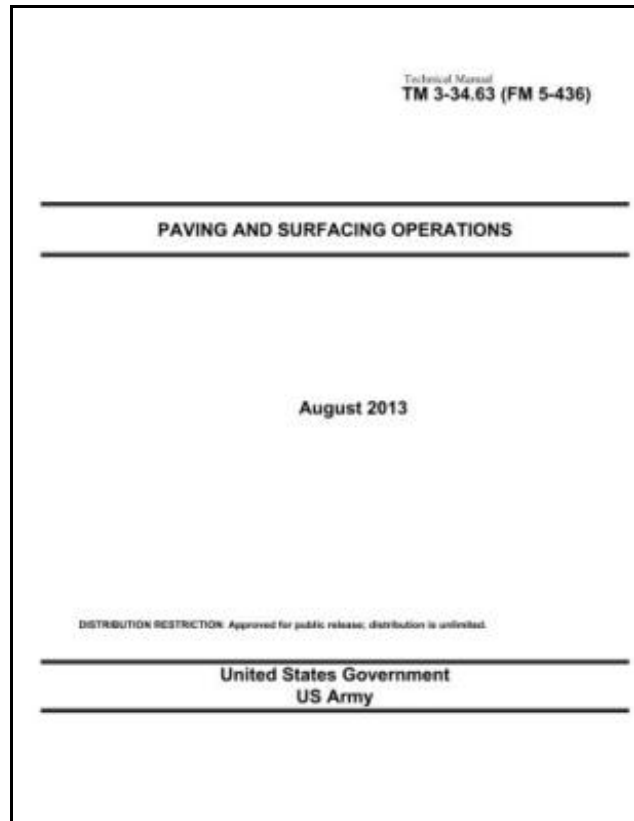 Technical Manual
TM 3-34.63 (FM 5-436)
PAVING AND SURFACING OPERATIONS
August 2013
DISTRIBUTION RESTRICTION: Approved for public release; distribution is unlimited.
United States Government
US Army